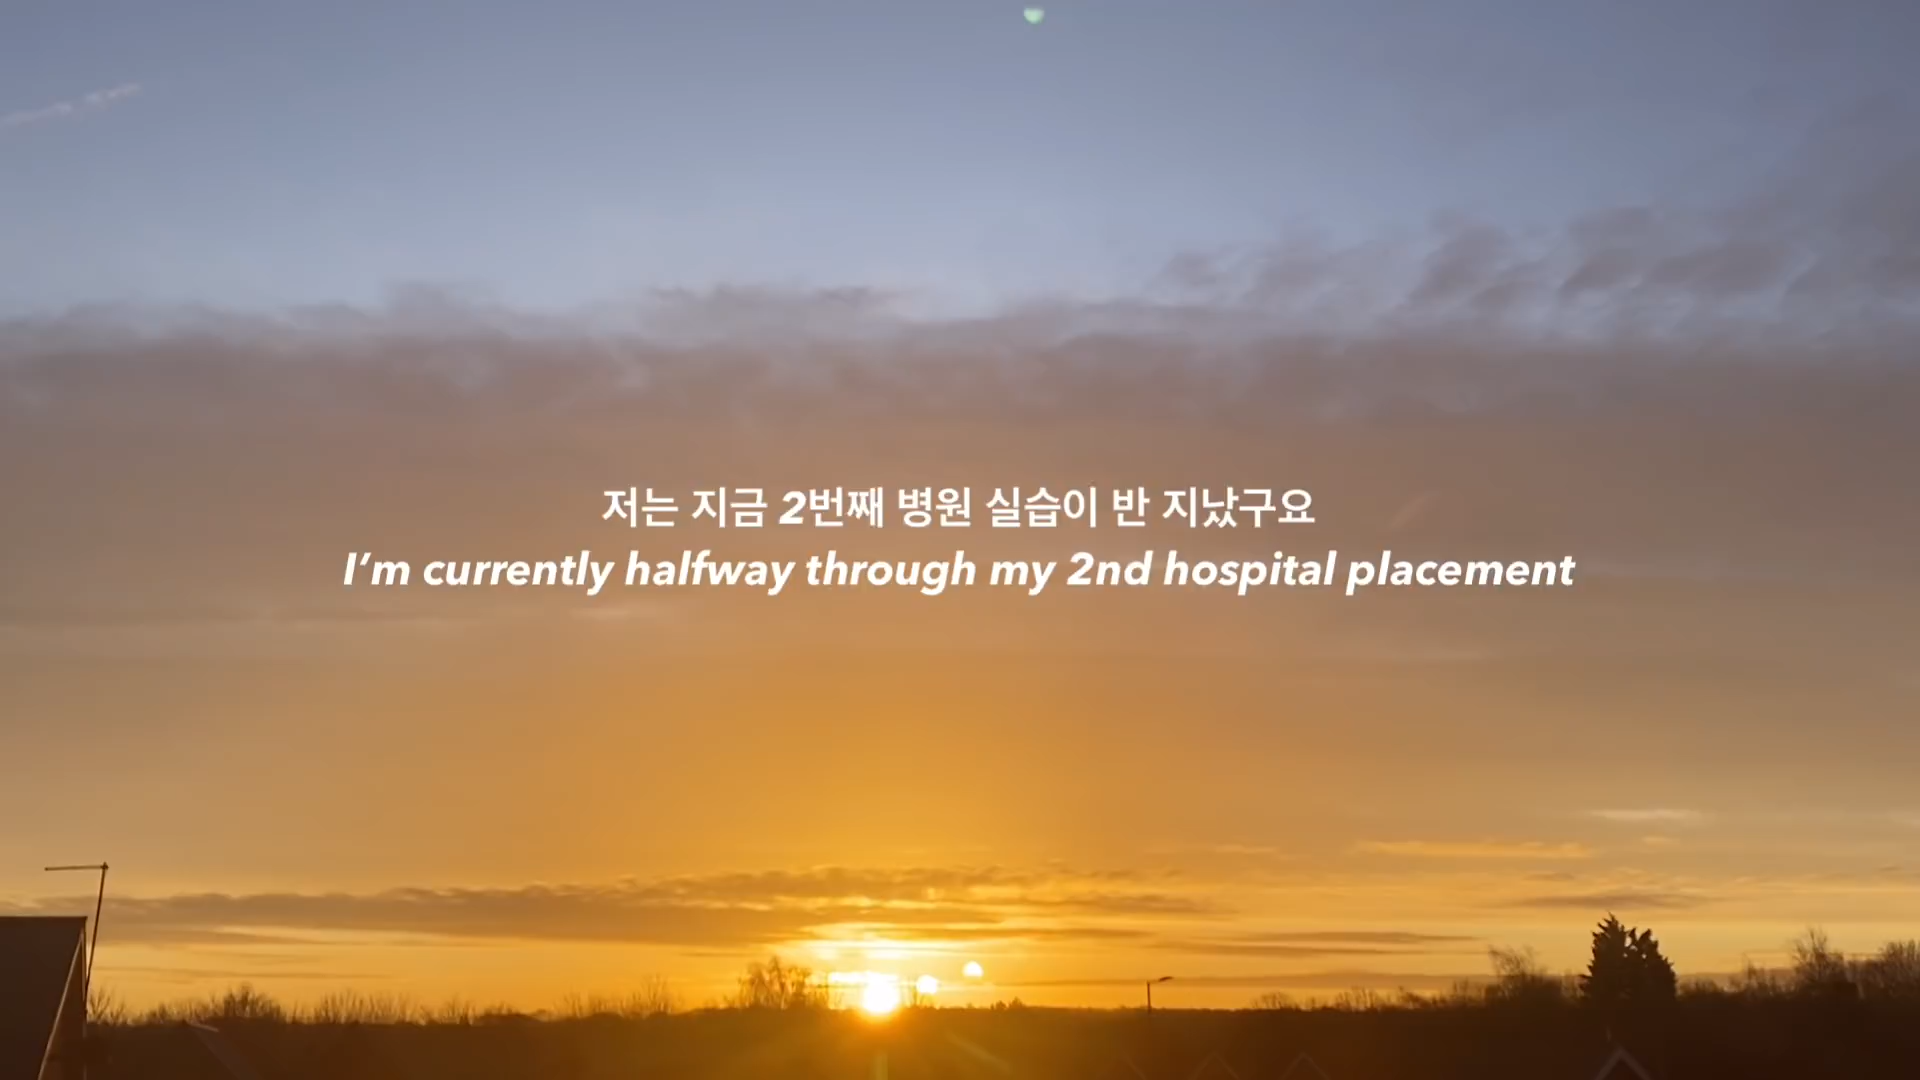 저는 지금 2번째 병원 실습이 반 지났구요
I’m currently halfway through my 2nd hospital placement